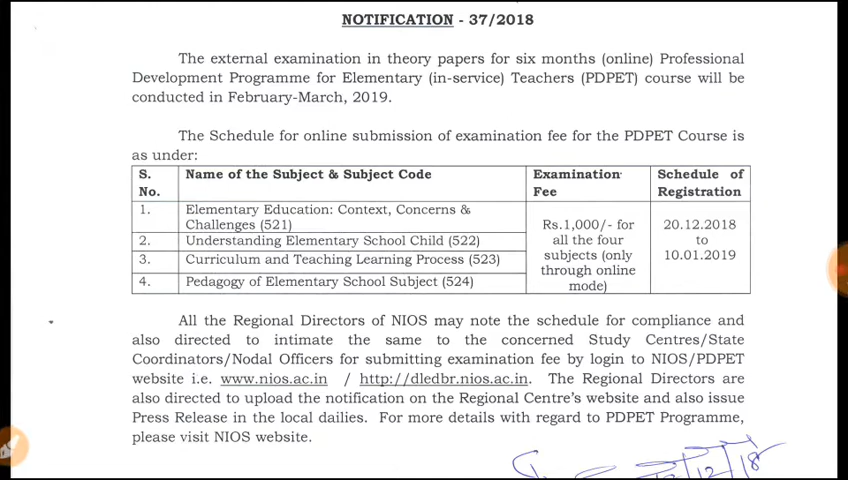 NOTIFICATION - 37/2018
The external examination in theory papers for six months (online) Professional
Development Programme for Elementary (in-service) Teachers (PDPET) course will be
conducted in February-March, 2019.
The Schedule for online submission of examination fee for the PDPET Course is
as under:
S. No. Name of the Subject & Subject Code Examination Fee Schedule of Registration
1. Elementary Education: Context, Concerns &
Challenges (521)
2. Understanding Elementary School Child (522)
3. Curriculum and Teaching Learning Process (523)
4. Pedagogy of Elementary School Subject (524)
Rs.1,000/- for
all the four
subjects (only
through online
mode)
20.12.2018
to
10.01.2019
All the Regional Directors of NIOS may note the schedule for compliance and
also directed to intimate the same to the concerned Study Centres/State
Coordinators/Nodal Officers for submitting examination fee by login to NIOS/PDPET
website i.e. www.nios.ac.in / http://dledbr.nios.ac.in. The Regional Directors are
also directed to upload the notification on the Regional Centre's website and also issue
Press Release in the local dailies. For more details with regard to PDPET Programme,
please visit NIOS website.